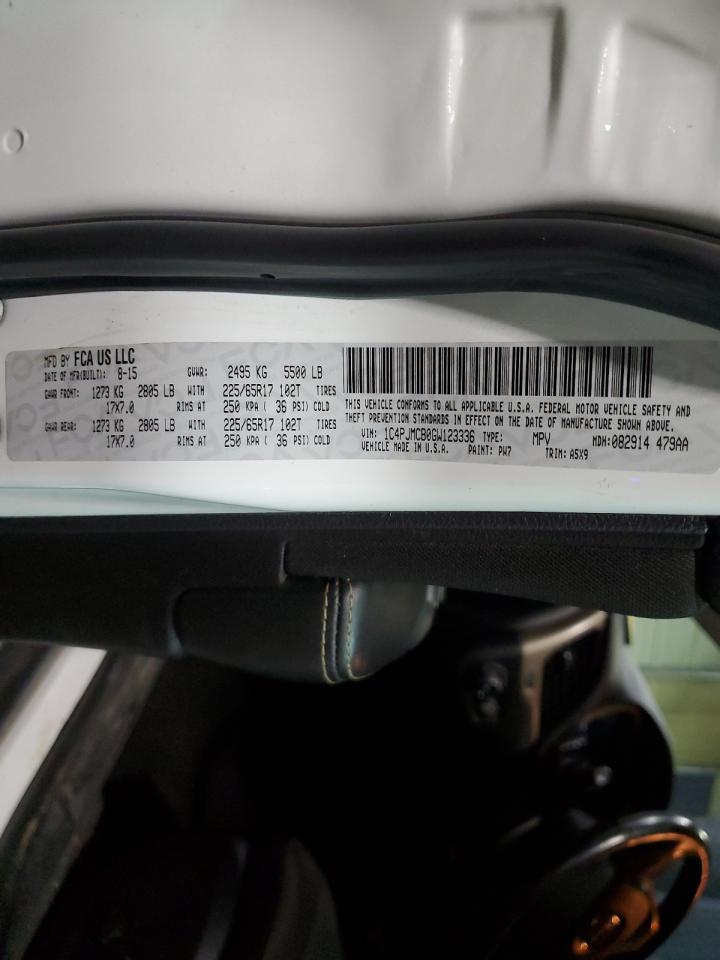 MFD BY FCA US LLC
DATE OF MFR(BUILT): 8-15 GVWR: 2495 KG 5500 LB
GAWR FRONT: 1273 KG 2805 LB WITH 225/65R17 102T TIRES
17X7.0 RIMS AT 250 KPA ( 36 PSI) COLD
GAWR REAR: 1273 KG 2805 LB WITH 225/65R17 102T TIRES
17X7.0 RIMS AT 250 KPA ( 36 PSI) COLD
THIS VEHICLE CONFORMS TO ALL APPLICABLE U.S.A. FEDERAL MOTOR VEHICLE SAFETY AND
THEFT PREVENTION STANDARDS IN EFFECT ON THE DATE OF MANUFACTURE SHOWN ABOVE.
VIN: 1C4PJMCB0GW123336 TYPE: MPV MDH: 082914 479AA
VEHICLE MADE IN U.S.A. PAINT: PW7 TRIM: A5X9